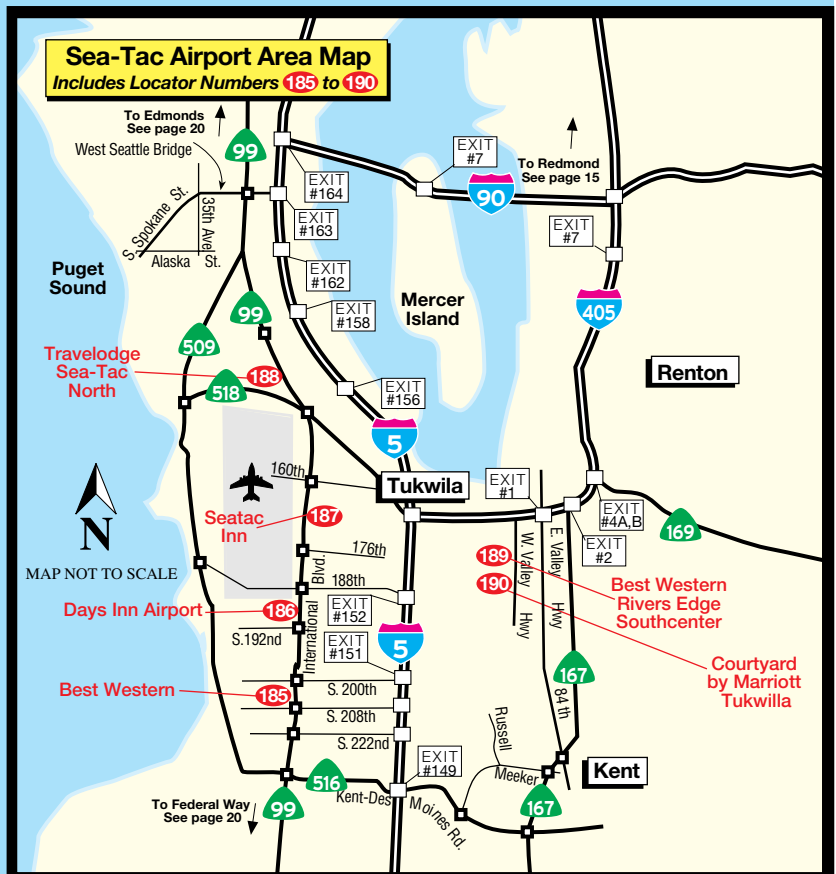 Sea-Tac Airport Area Map
Includes Locator Numbers 185 to 190
To Edmonds
See page 20
West Seattle Bridge
99
EXIT
#7
To Redmond
See page 15
EXIT
#164
90
S. Spokane St.
35th Ave
Alaska St.
EXIT
#163
EXIT
#7
EXIT
#162
Puget
Sound
Mercer
Island
405
99
EXIT
#158
509
Travelodge
Sea-Tac
North
188
518
Renton
EXIT
#156
5
160th
Tukwila
EXIT
#1
EXIT
#4A,B
169
N
Seatac
Inn
187
EXIT
#2
MAP NOT TO SCALE
176th
W. Valley Hwy
E. Valley Hwy
189
190
Best Western
Rivers Edge
Southcenter
188th
International Blvd.
Days Inn Airport
186
EXIT
#152
S.192nd
EXIT
#151
5
Courtyard
by Marriott
Tukwilla
167
Best Western
185
S. 200th
84 th
S. 208th
Russell
S. 222nd
EXIT
#149
Meeker
Kent
516
Kent-Des Moines Rd.
167
To Federal Way
See page 20
99